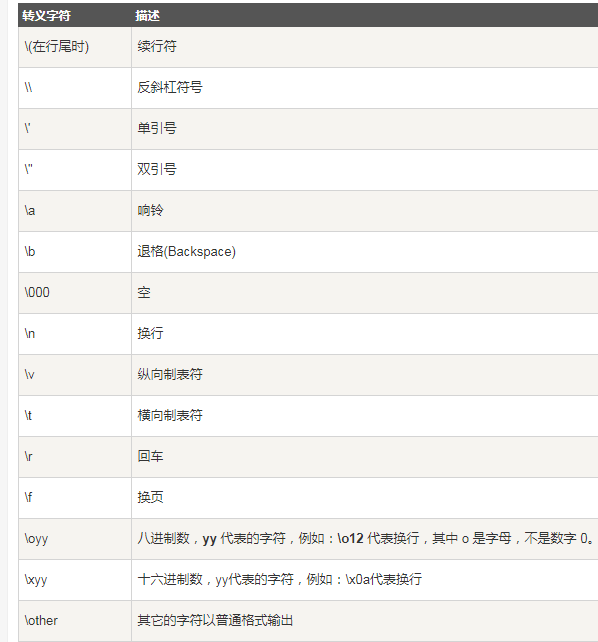 转义字符 描述
\(在行尾时) 续行符
\\ 反斜杠符号
\' 单引号
\" 双引号
\a 响铃
\b 退格(Backspace)
\000 空
\n 换行
\v 纵向制表符
\t 横向制表符
\r 回车
\f 换页
\oyy 八进制数，yy 代表的字符，例如：\o12 代表换行，其中 o 是字母，不是数字 0。
\xyy 十六进制数，yy代表的字符，例如：\x0a代表换行
\other 其它的字符以普通格式输出